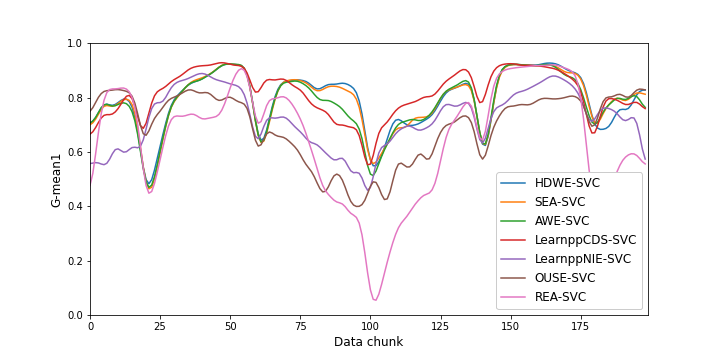 1.0
0.8
0.6
0.4
0.2
0.0
G-mean1
0
25
50
75
100
125
150
175
Data chunk
HDWE-SVC
SEA-SVC
AWE-SVC
LearnppCDS-SVC
LearnppNIE-SVC
OUSE-SVC
REA-SVC